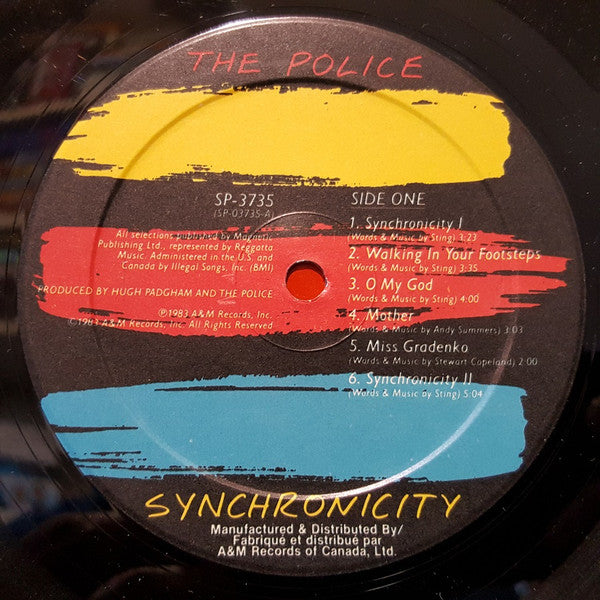 THE POLICE
SP-3735
(SP-03735-A)
All selections published by Magnetic
Publishing Ltd., represented by Reggatta
Music. Administered in the U.S. and
Canada by Illegal Songs, Inc. (BMI)
PRODUCED BY HUGH PADGHAM AND THE POLICE
℗1983 A&M Records, Inc.
©1983 A&M Records, Inc. All Rights Reserved
SIDE ONE
1. Synchronicity I
(Words & Music by Sting) 3:23
2. Walking In Your Footsteps
(Words & Music by Sting) 3:35
3. O My God
(Words & Music by Sting) 4:00
4. Mother
(Words & Music by Andy Summers) 3:03
5. Miss Gradenko
(Words & Music by Stewart Copeland) 2:00
6. Synchronicity II
(Words & Music by Sting) 5:04
SYNCHRONICITY
Manufactured & Distributed By/
Fabriqué et distribué par
A&M Records of Canada, Ltd.